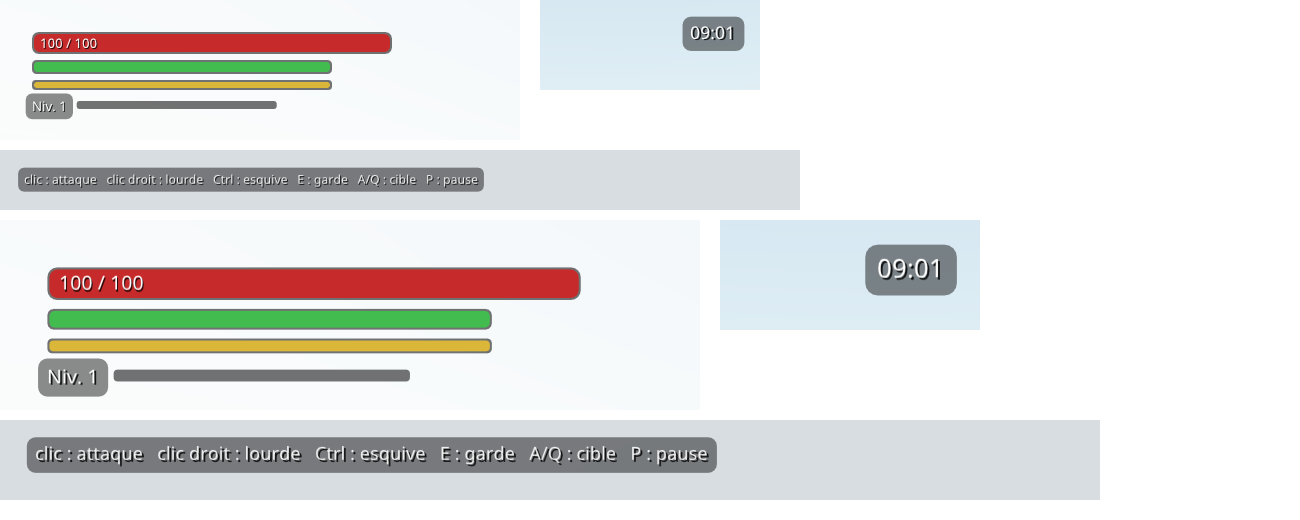 100 / 100
09:01
Niv. 1
clic : attaque clic droit : lourde Ctrl : esquive E : garde A/Q : cible P : pause
100 / 100
09:01
Niv. 1
clic : attaque clic droit : lourde Ctrl : esquive E : garde A/Q : cible P : pause